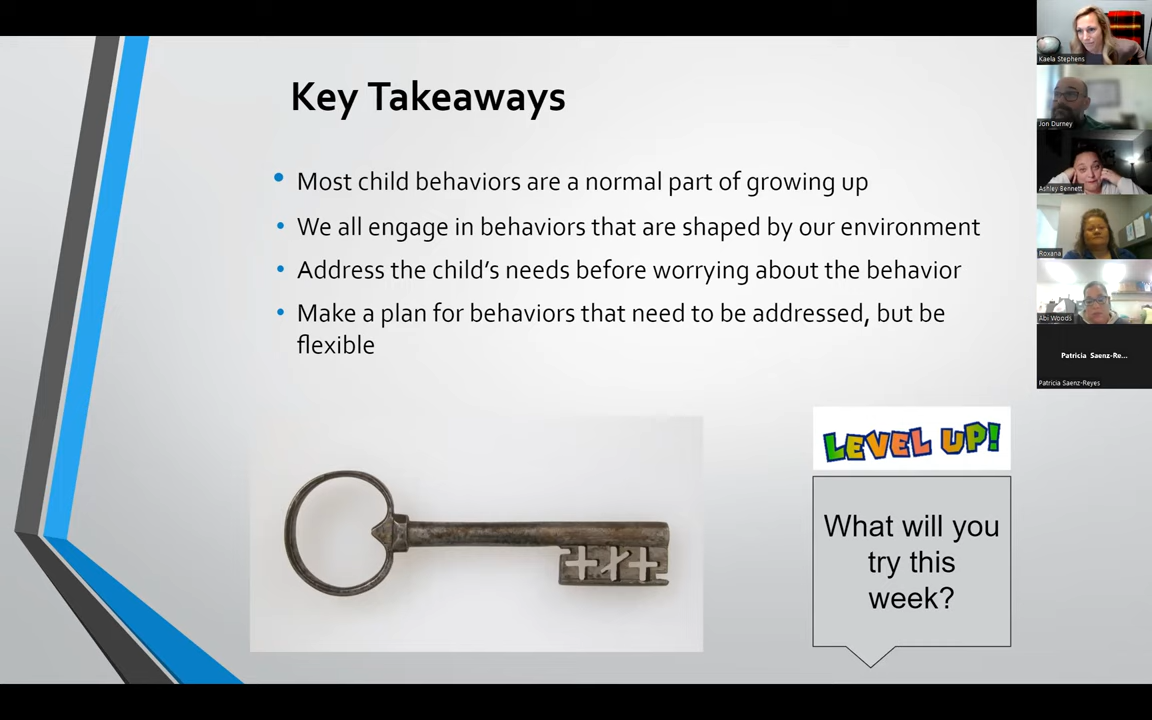 Key Takeaways
Most child behaviors are a normal part of growing up
We all engage in behaviors that are shaped by our environment
Address the child's needs before worrying about the behavior
Make a plan for behaviors that need to be addressed, but be
flexible
LEVEL UP!
What will you
try this
week?
Kaela Stephens
Jon Durney
Ashley Bennett
Roxana
Abi Woods
Patricia Saenz-Re...
Patricia Saenz-Reyes